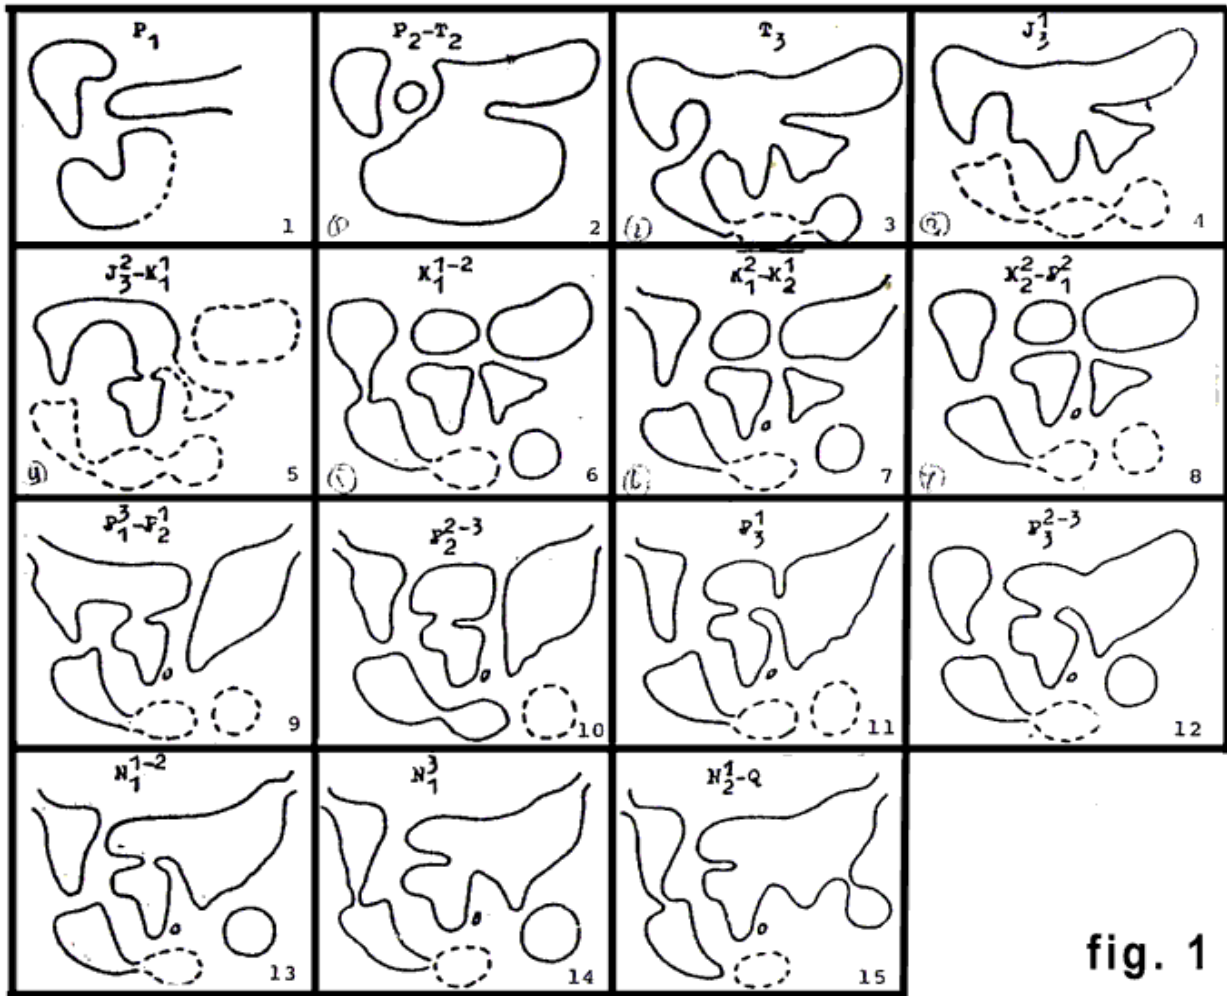 P₁
1
P₂-T₂
2
T₃
3
J₃¹
4
J₃²-K₁¹
5
K₁¹⁻²
6
K₁²-K₂¹
7
K₂²-P₁²
8
P₁³-P₂¹
9
P₂²⁻³
10
P₃¹
11
P₃²⁻³
12
N₁¹⁻²
13
N₁³
14
N₂¹-Q
15
fig. 1